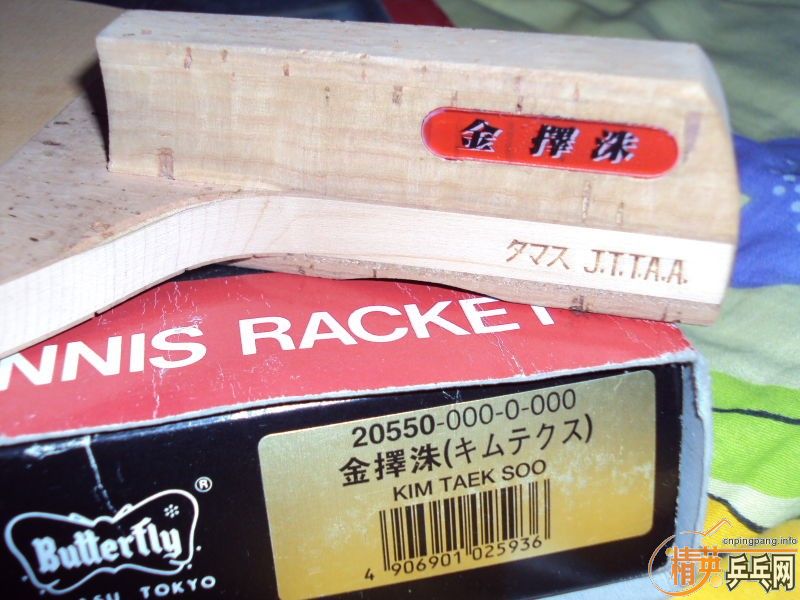 金擇洙
タマス J.T.T.A.A.
NNIS RACKET
20550-000-0-000
金擇洙(キムテクス)
KIM TAEK SOO
4 906901 025936
Butterfly®
TOKYO
cnpingpang.info
精英乒乓网